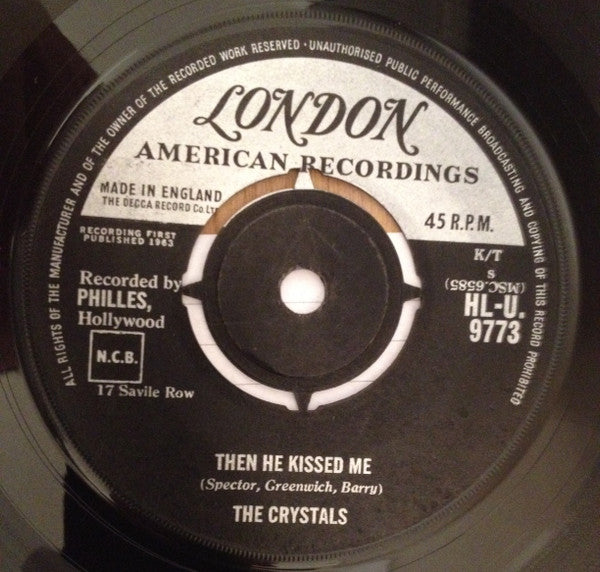 ALL RIGHTS OF THE MANUFACTURER AND OF THE OWNER OF THE RECORDED WORK RESERVED · UNAUTHORISED PUBLIC PERFORMANCE BROADCASTING AND COPYING OF THIS RECORD PROHIBITED
LONDON
AMERICAN RECORDINGS
MADE IN ENGLAND
THE DECCA RECORD Co. Ltd
45 R.P.M.
RECORDING FIRST
PUBLISHED 1963
K/T
s
(MSC.6585)
Recorded by
PHILLES,
Hollywood
HL-U.
9773
N.C.B.
17 Savile Row
THEN HE KISSED ME
(Spector, Greenwich, Barry)
THE CRYSTALS